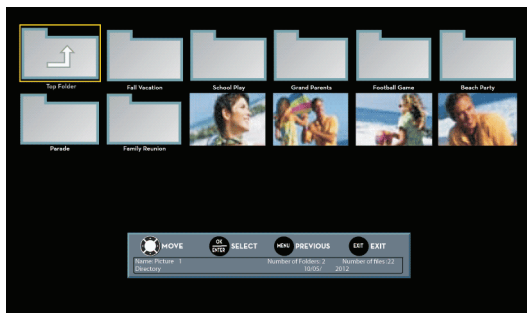 Top Folder Fall Vacation School Play Grand Parents Football Game Beach Party
Parade Family Reunion
MOVE OK ENTER SELECT MENU PREVIOUS EXIT EXIT
Name: Picture 1 Number of Folders: 2 Number of files :22
Directory 10/05/ 2012